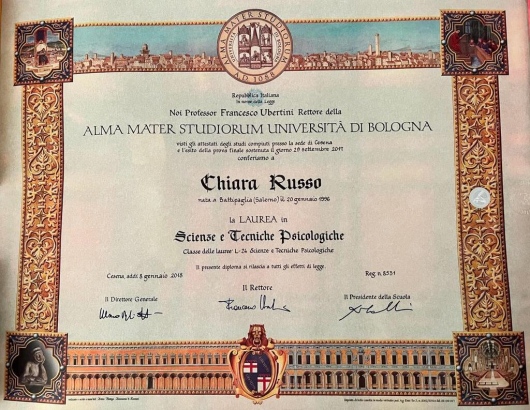 ALMA MATER STUDIORUM
A.D. 1088
Repubblica Italiana
In nome della Legge
Noi Professor Francesco Ubertini Rettore della
ALMA MATER STUDIORUM UNIVERSITÀ DI BOLOGNA
visti gli attestati degli studi compiuti presso la sede di Cesena
e l'esito della prova finale sostenuta il giorno 29 settembre 2017
conferiamo a
Chiara Russo
nata a Battipaglia (Salerno) il 20 gennaio 1996
la LAUREA in
Scienze e Tecniche Psicologiche
Classe delle lauree L-24 Scienze e Tecniche Psicologiche
Il presente diploma si rilascia a tutti gli effetti di legge.
Cesena, addì 8 gennaio 2018
Reg n. 8591
Il Rettore
Il Direttore Generale
Il Presidente della Scuola